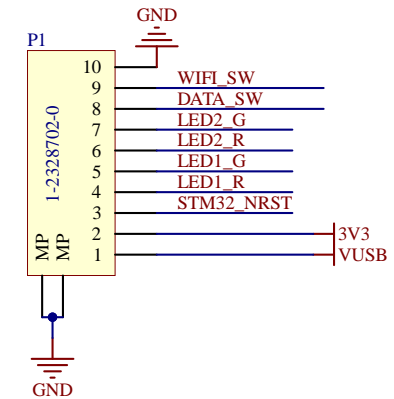 GND
P1
10
9 WIFI_SW
8 DATA_SW
7 LED2_G
6 LED2_R
5 LED1_G
4 LED1_R
3 STM32_NRST
2 3V3
1 VUSB
1-2328702-0
MP
MP
GND